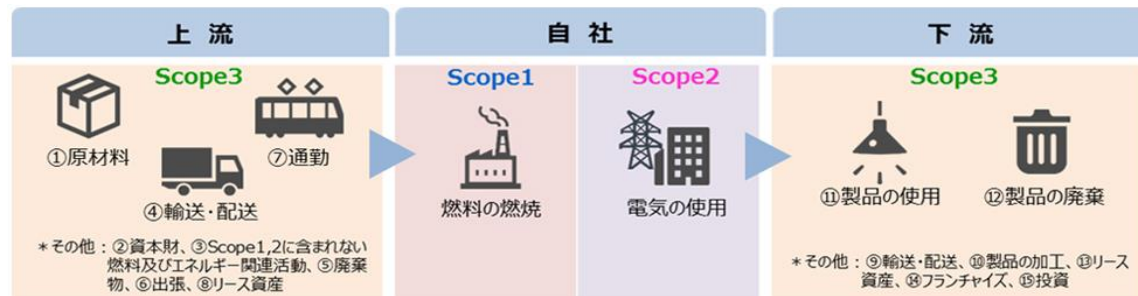 上 流
Scope3
①原材料
⑦通勤
④輸送・配送
*その他：②資本財、③Scope1,2に含まれない
燃料及びエネルギー関連活動、⑤廃棄
物、⑥出張、⑧リース資産
自 社
Scope1
燃料の燃焼
Scope2
電気の使用
下 流
Scope3
⑪製品の使用
⑫製品の廃棄
*その他：⑨輸送・配送、⑩製品の加工、⑬リース
資産、⑭フランチャイズ、⑮投資